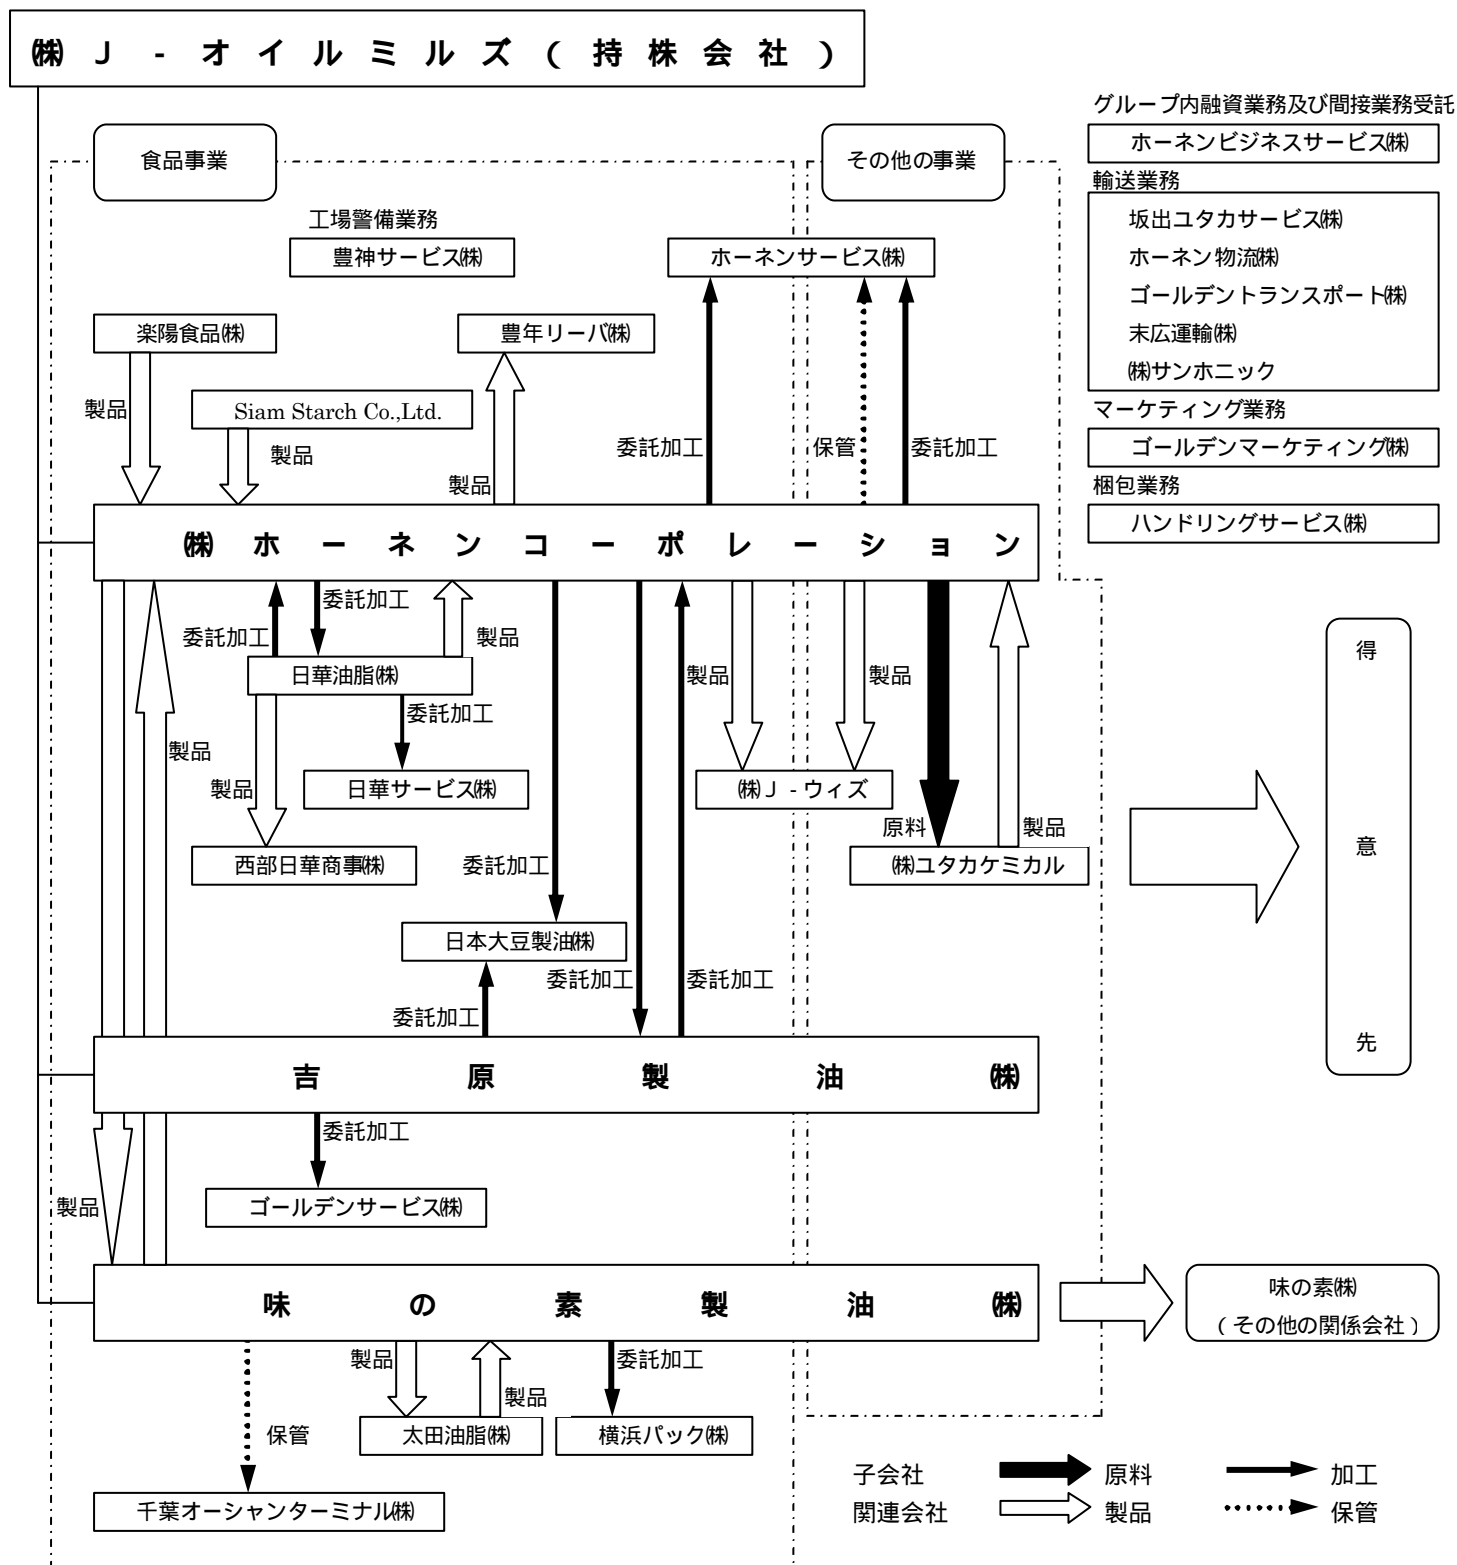 ㈱J-オイルミルズ(持株会社)
グループ内融資業務及び間接業務受託
ホーネンビジネスサービス㈱
食品事業
その他の事業
輸送業務
坂出ユタカサービス㈱
ホーネン物流㈱
ゴールデントランスポート㈱
末広運輸㈱
㈱サンホニック
工場警備業務
豊神サービス㈱
ホーネンサービス㈱
楽陽食品㈱
豊年リーバ㈱
製品
Siam Starch Co.,Ltd.
製品
製品
委託加工
保管
委託加工
マーケティング業務
ゴールデンマーケティング㈱
梱包業務
ハンドリングサービス㈱
㈱ホーネンコーポレーション
委託加工
委託加工
製品
日華油脂㈱
製品
製品
委託加工
製品
製品
日華サービス㈱
㈱J-ウィズ
原料
製品
西部日華商事㈱
委託加工
㈱ユタカケミカル
得
意
先
日本大豆製油㈱
委託加工
委託加工
委託加工
吉原製油㈱
委託加工
製品
ゴールデンサービス㈱
味の素製油㈱
味の素㈱
(その他の関係会社)
製品
委託加工
製品
保管
太田油脂㈱
横浜パック㈱
千葉オーシャンターミナル㈱
子会社 原料 加工
関連会社 製品 保管